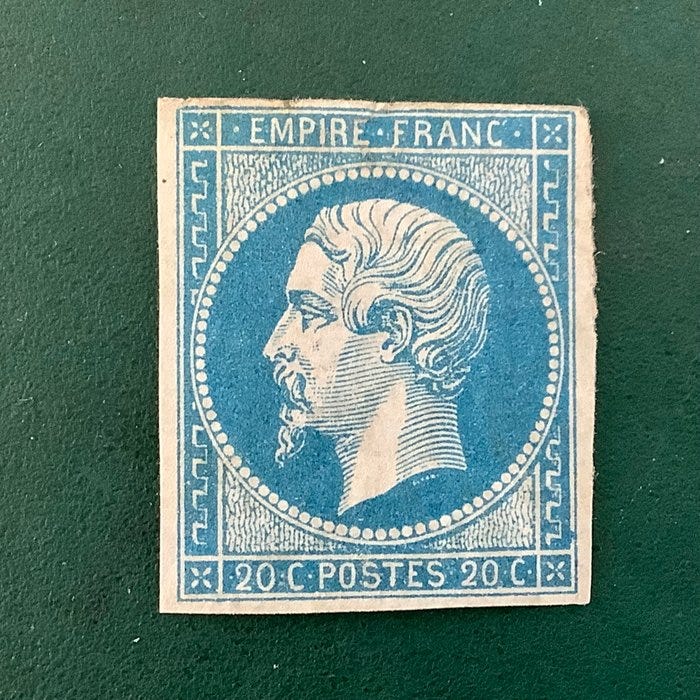 · EMPIRE · FRANC ·
· 20 · C · POSTES 20 · C ·